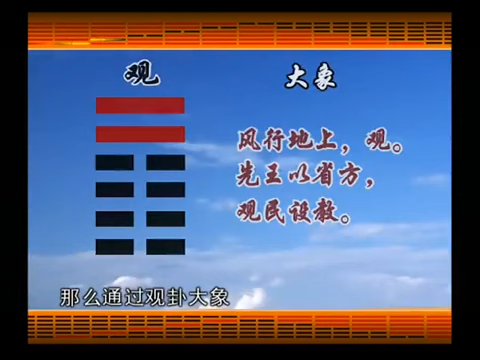 观
大象
风行地上，观。
先王以省方，
观民设教。
那么通过观卦大象